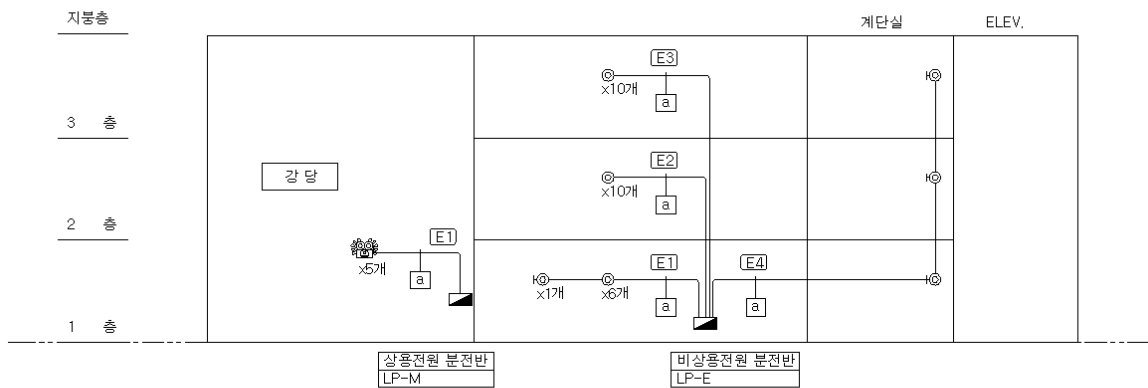 지붕층
계단실
ELEV.
E3
x10개
a
3 층
강 당
E2
x10개
a
2 층
E1
x5개
a
E1
x1개
x6개
a
E4
a
1 층
상용전원 분전반
LP-M
비상용전원 분전반
LP-E